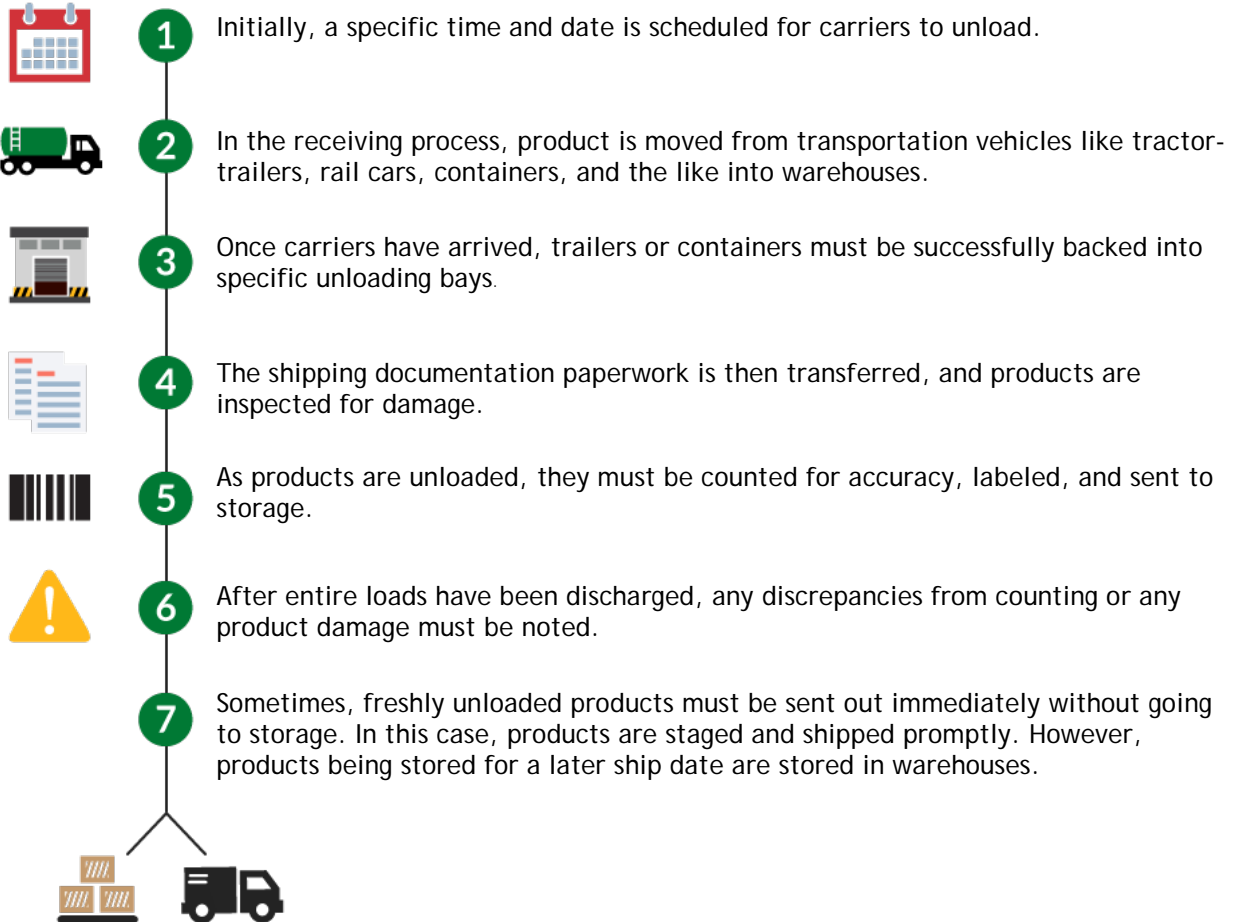 1 Initially, a specific time and date is scheduled for carriers to unload.
2 In the receiving process, product is moved from transportation vehicles like tractor-
trailers, rail cars, containers, and the like into warehouses.
3 Once carriers have arrived, trailers or containers must be successfully backed into
specific unloading bays.
4 The shipping documentation paperwork is then transferred, and products are
inspected for damage.
5 As products are unloaded, they must be counted for accuracy, labeled, and sent to
storage.
6 After entire loads have been discharged, any discrepancies from counting or any
product damage must be noted.
7 Sometimes, freshly unloaded products must be sent out immediately without going
to storage. In this case, products are staged and shipped promptly. However,
products being stored for a later ship date are stored in warehouses.